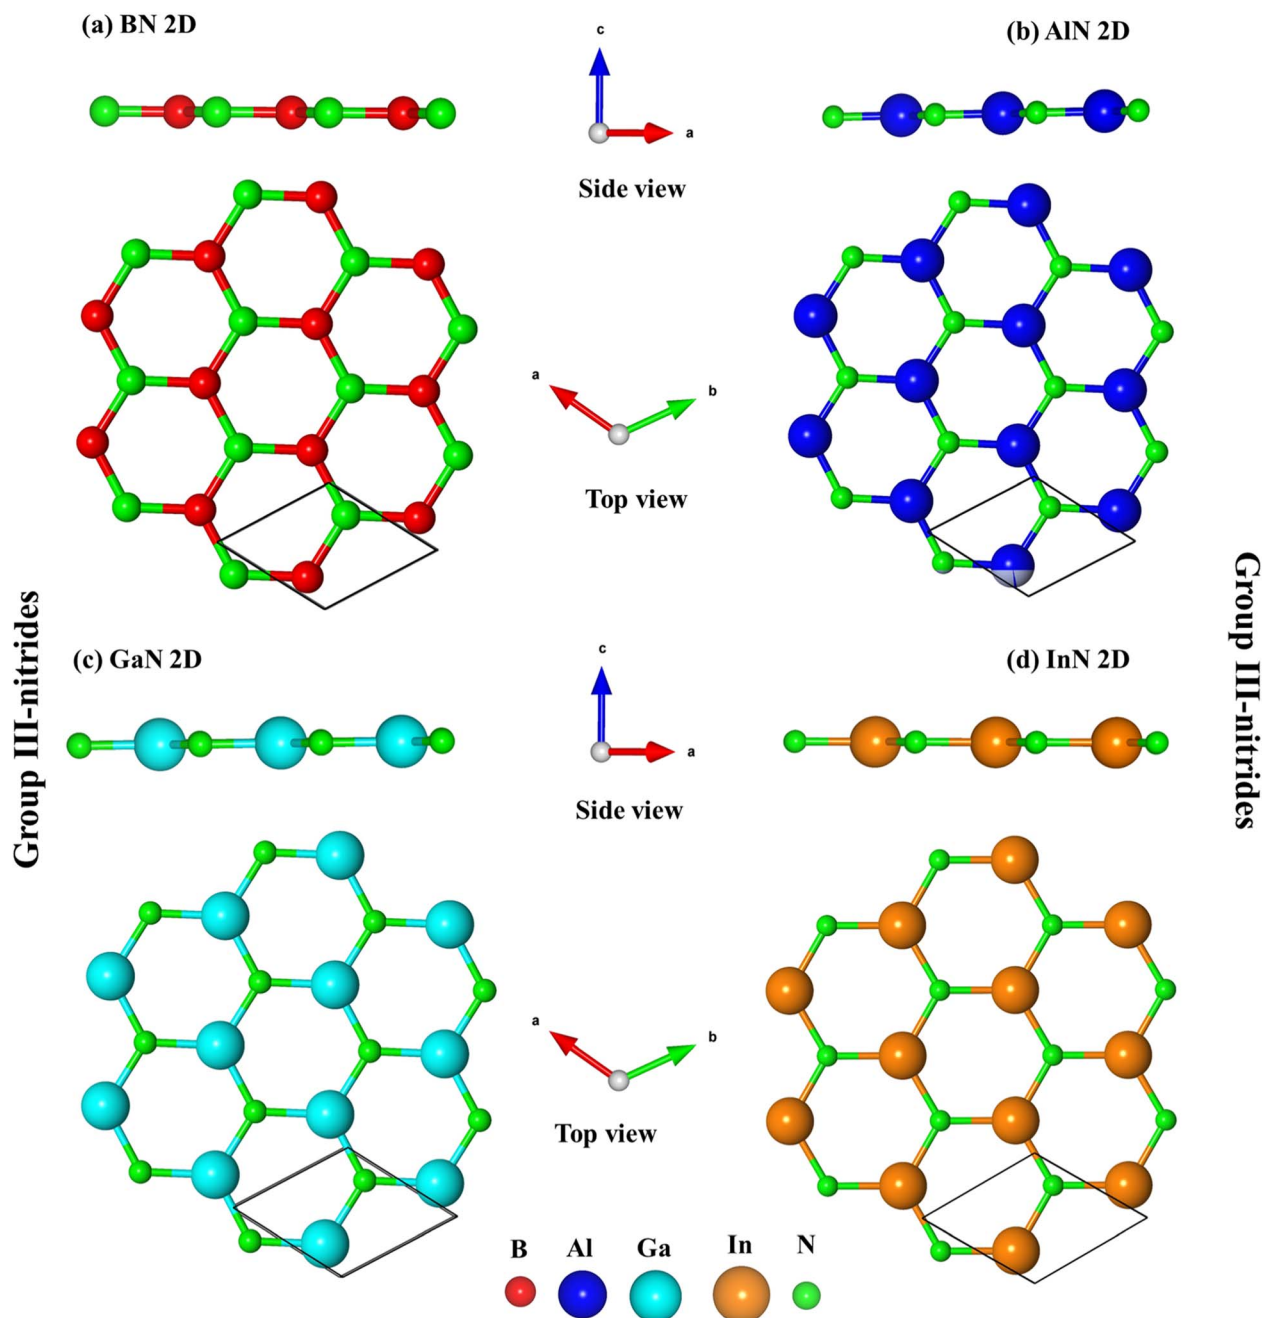 (a) BN 2D
(b) AlN 2D
c
a
Side view
a
b
Top view
Group III-nitrides
Group III-nitrides
(c) GaN 2D
(d) InN 2D
c
a
Side view
a
b
Top view
B
Al
Ga
In
N